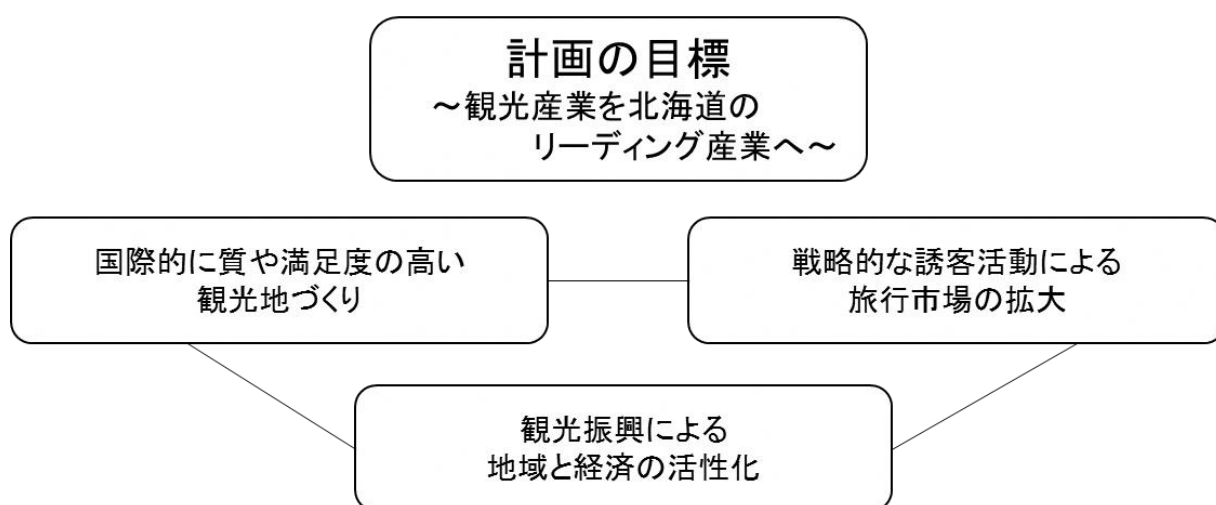 計画の目標
～観光産業を北海道の
リーディング産業へ～
国際的に質や満足度の高い
観光地づくり
戦略的な誘客活動による
旅行市場の拡大
観光振興による
地域と経済の活性化